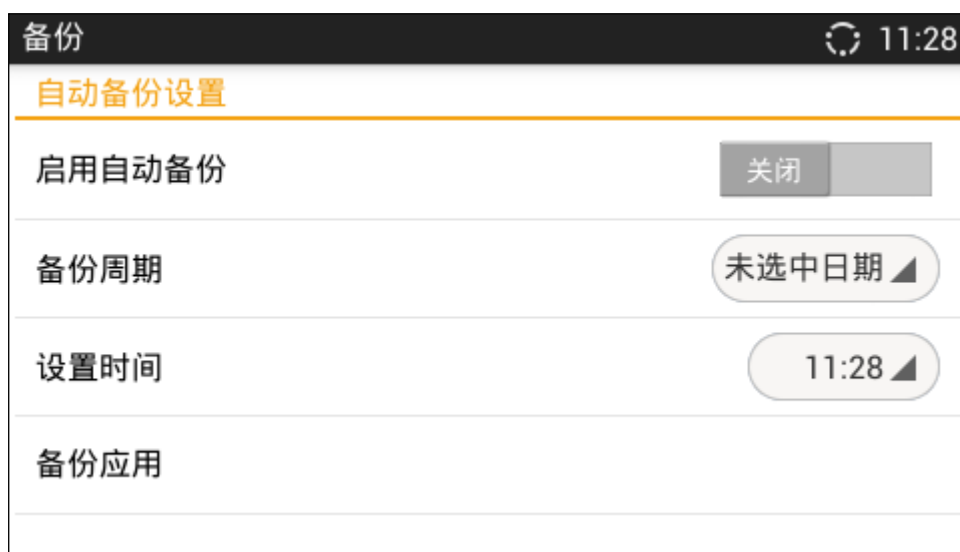 备份 11:28
自动备份设置
启用自动备份 关闭
备份周期 未选中日期
设置时间 11:28
备份应用